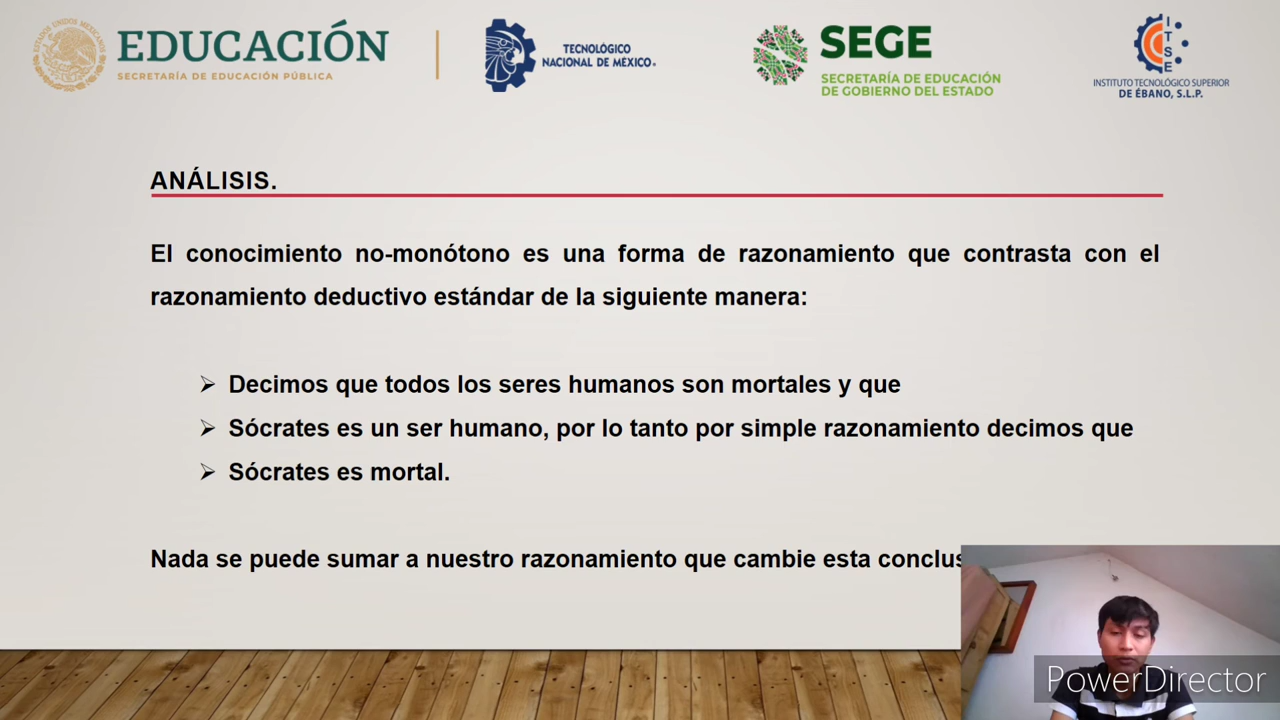 EDUCACIÓN
SECRETARÍA DE EDUCACIÓN PÚBLICA
TECNOLÓGICO
NACIONAL DE MÉXICO
SEGE
SECRETARÍA DE EDUCACIÓN
DE GOBIERNO DEL ESTADO
ITSE
INSTITUTO TECNOLÓGICO SUPERIOR
DE ÉBANO, S.L.P.
ANÁLISIS.
El conocimiento no-monótono es una forma de razonamiento que contrasta con el
razonamiento deductivo estándar de la siguiente manera:
➢ Decimos que todos los seres humanos son mortales y que
➢ Sócrates es un ser humano, por lo tanto por simple razonamiento decimos que
➢ Sócrates es mortal.
Nada se puede sumar a nuestro razonamiento que cambie esta conclus
PowerDirector